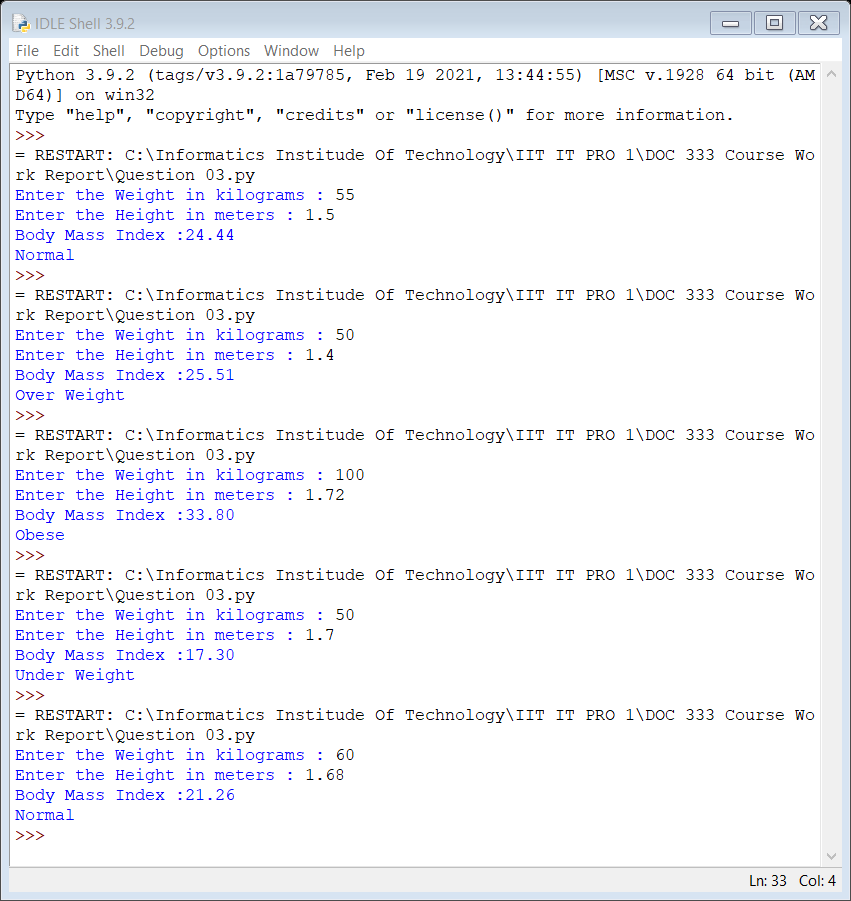 IDLE Shell 3.9.2
File Edit Shell Debug Options Window Help
Python 3.9.2 (tags/v3.9.2:1a79785, Feb 19 2021, 13:44:55) [MSC v.1928 64 bit (AM
D64)] on win32
Type "help", "copyright", "credits" or "license()" for more information.
>>>
= RESTART: C:\Informatics Institude Of Technology\IIT IT PRO 1\DOC 333 Course Wo
rk Report\Question 03.py
Enter the Weight in kilograms : 55
Enter the Height in meters : 1.5
Body Mass Index :24.44
Normal
>>>
= RESTART: C:\Informatics Institude Of Technology\IIT IT PRO 1\DOC 333 Course Wo
rk Report\Question 03.py
Enter the Weight in kilograms : 50
Enter the Height in meters : 1.4
Body Mass Index :25.51
Over Weight
>>>
= RESTART: C:\Informatics Institude Of Technology\IIT IT PRO 1\DOC 333 Course Wo
rk Report\Question 03.py
Enter the Weight in kilograms : 100
Enter the Height in meters : 1.72
Body Mass Index :33.80
Obese
>>>
= RESTART: C:\Informatics Institude Of Technology\IIT IT PRO 1\DOC 333 Course Wo
rk Report\Question 03.py
Enter the Weight in kilograms : 50
Enter the Height in meters : 1.7
Body Mass Index :17.30
Under Weight
>>>
= RESTART: C:\Informatics Institude Of Technology\IIT IT PRO 1\DOC 333 Course Wo
rk Report\Question 03.py
Enter the Weight in kilograms : 60
Enter the Height in meters : 1.68
Body Mass Index :21.26
Normal
>>>
Ln: 33 Col: 4